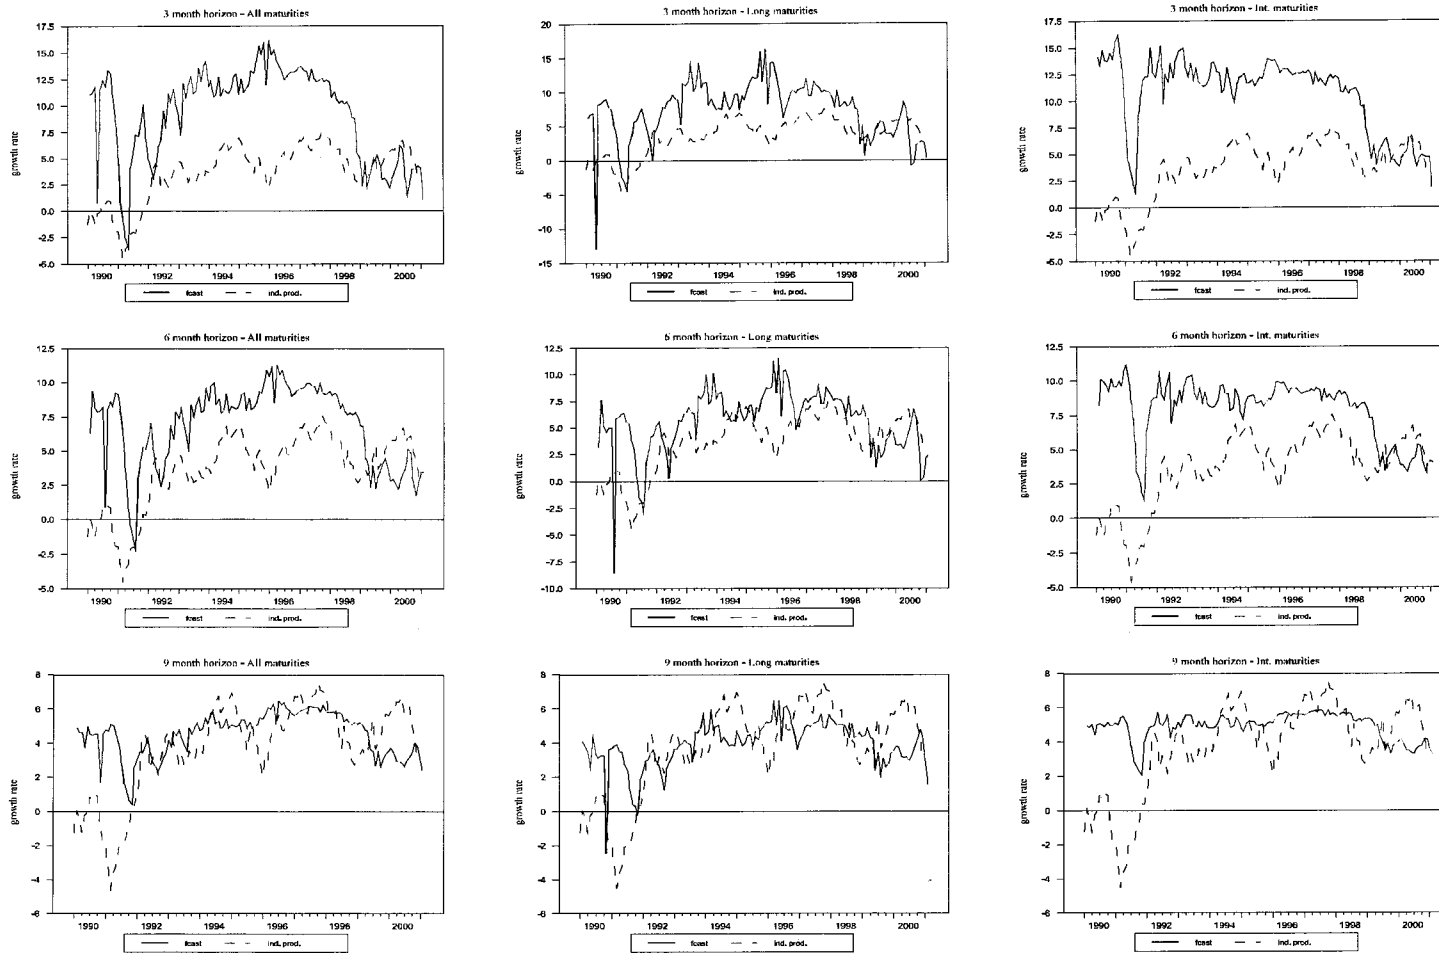 3 month horizon - All maturities
growth rate
17.5
15.0
12.5
10.0
7.5
5.0
2.5
0.0
-2.5
-5.0
1990 1992 1994 1996 1998 2000
fcast ind. prod.
3 month horizon - Long maturities
growth rate
20
15
10
5
0
-5
-10
-15
1990 1992 1994 1996 1998 2000
fcast ind. prod.
3 month horizon - Int. maturities
growth rate
17.5
15.0
12.5
10.0
7.5
5.0
2.5
0.0
-2.5
-5.0
1990 1992 1994 1996 1998 2000
fcast ind. prod.
6 month horizon - All maturities
growth rate
12.5
10.0
7.5
5.0
2.5
0.0
-2.5
-5.0
1990 1992 1994 1996 1998 2000
fcast ind. prod.
6 month horizon - Long maturities
growth rate
12.5
10.0
7.5
5.0
2.5
0.0
-2.5
-5.0
-7.5
-10.0
1990 1992 1994 1996 1998 2000
fcast ind. prod.
6 month horizon - Int. maturities
growth rate
12.5
10.0
7.5
5.0
2.5
0.0
-2.5
-5.0
1990 1992 1994 1996 1998 2000
fcast ind. prod.
9 month horizon - All maturities
growth rate
8
6
4
2
0
-2
-4
-6
1990 1992 1994 1996 1998 2000
fcast ind. prod.
9 month horizon - Long maturities
growth rate
8
6
4
2
0
-2
-4
-6
1990 1992 1994 1996 1998 2000
fcast ind. prod.
9 month horizon - Int. maturities
growth rate
8
6
4
2
0
-2
-4
-6
1990 1992 1994 1996 1998 2000
fcast ind. prod.